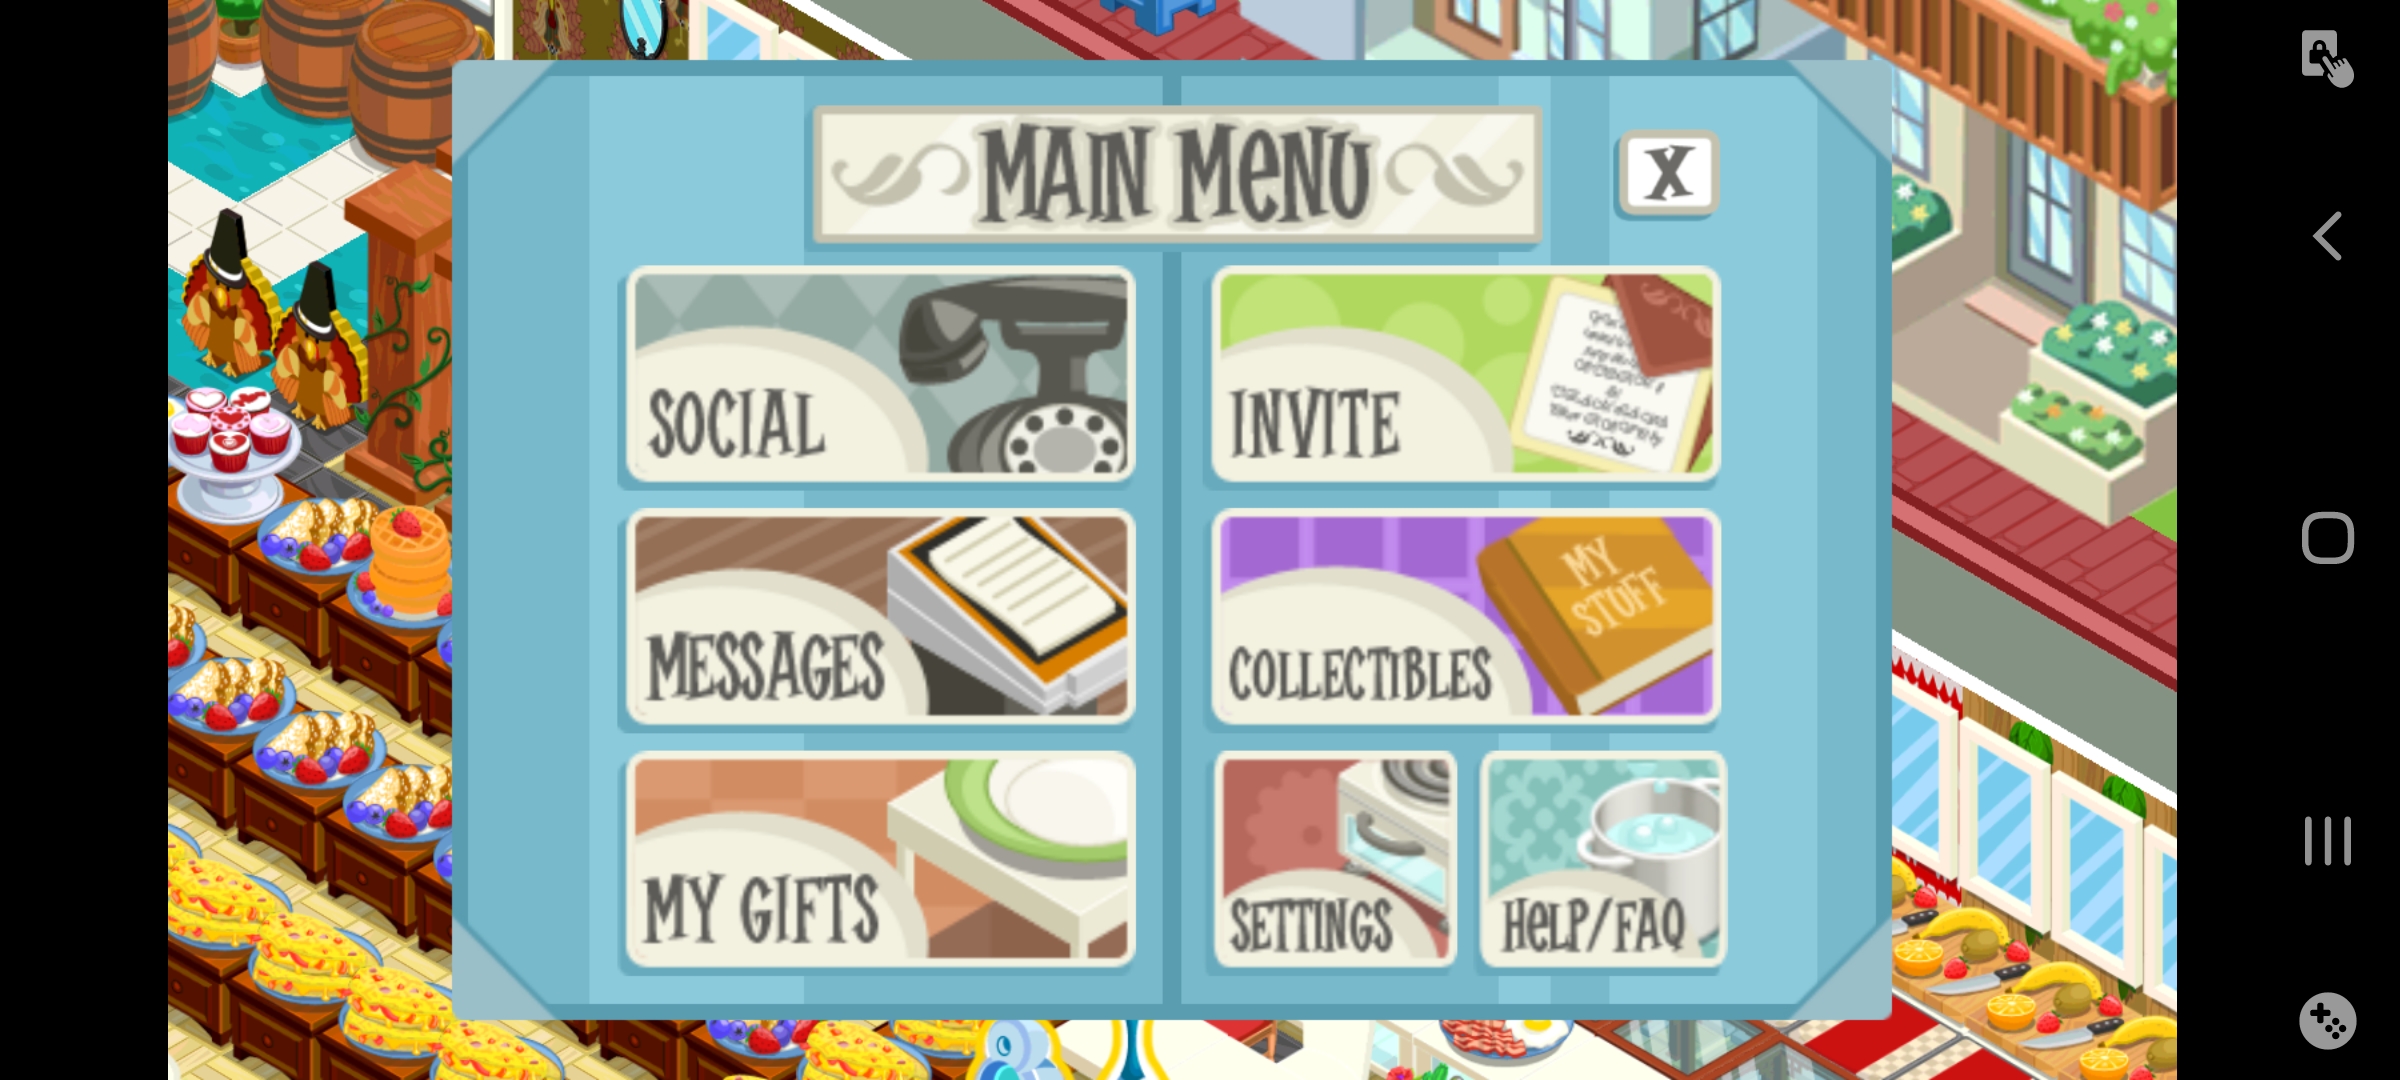 MAIN MENU
X
SOCIAL
INVITE
MESSAGES
MY
STUFF
COLLECTIBLES
MY GIFTS
SETTINGS
HELP/FAQ